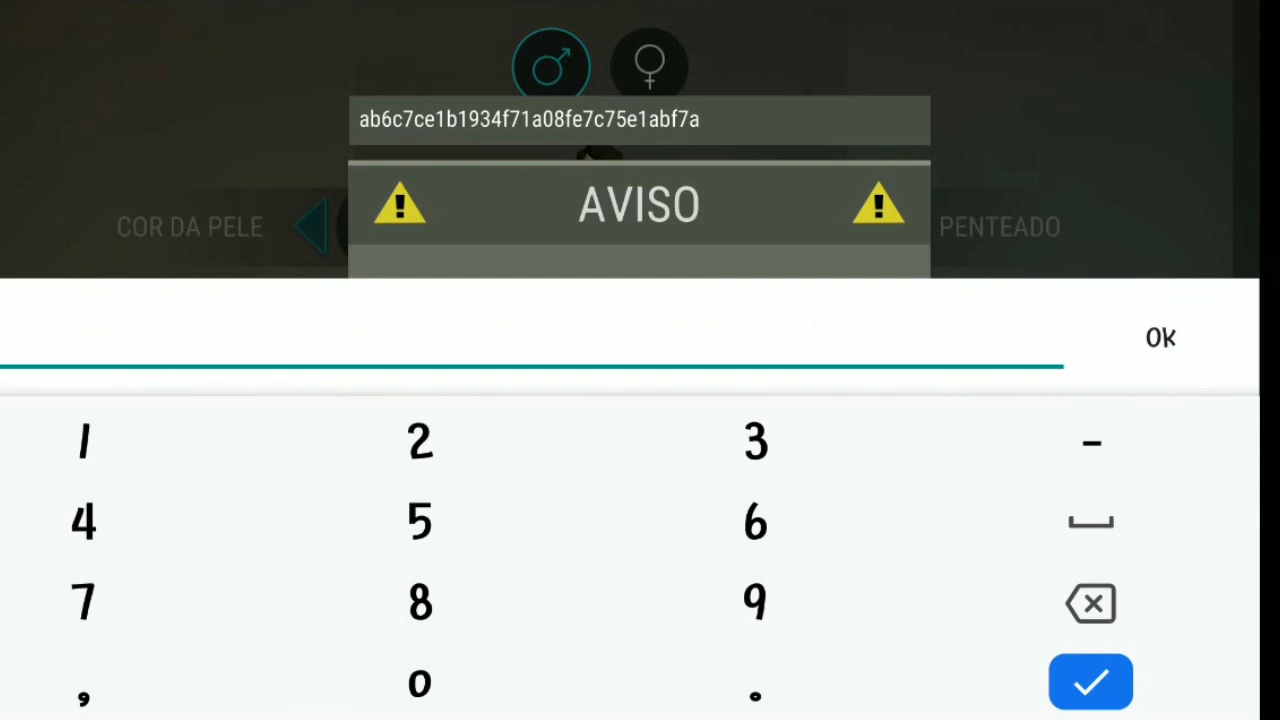 ab6c7ce1b1934f71a08fe7c75e1abf7a
AVISO
COR DA PELE
PENTEADO
OK
1 2 3 -
4 5 6
7 8 9
, 0 .